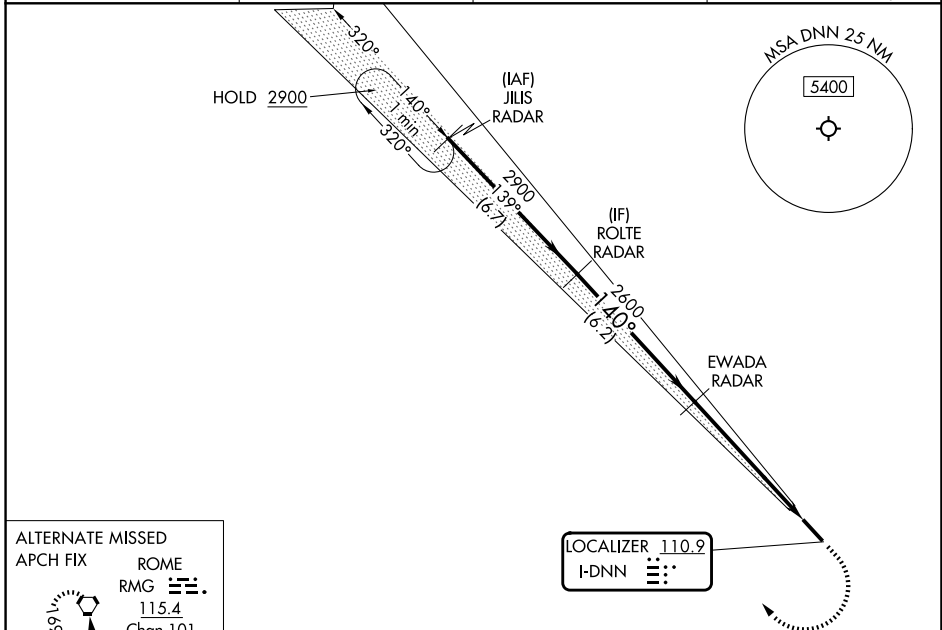 320°
MSA DNN 25 NM
5400
HOLD 2900
140°
1 min
320°
(IAF)
JILIS
RADAR
2900
139°
(6.7)
(IF)
ROLTE
RADAR
2600
140°
(6.2)
EWADA
RADAR
LOCALIZER 110.9
I-DNN
ALTERNATE MISSED
APCH FIX
ROME
RMG
115.4
Chan 101